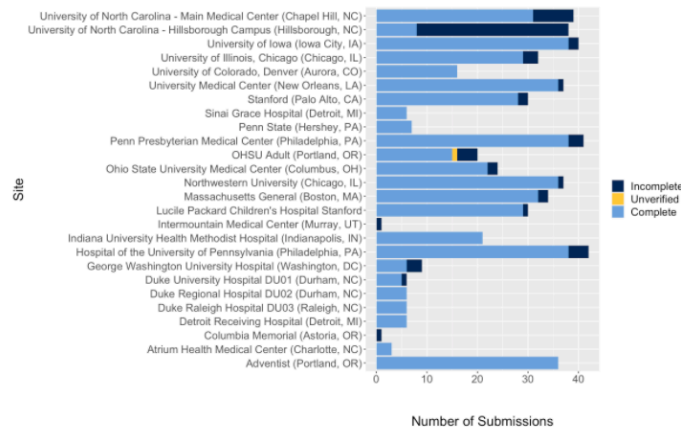 University of North Carolina - Main Medical Center (Chapel Hill, NC)
University of North Carolina - Hillsborough Campus (Hillsborough, NC)
University of Iowa (Iowa City, IA)
University of Illinois, Chicago (Chicago, IL)
University of Colorado, Denver (Aurora, CO)
University Medical Center (New Orleans, LA)
Stanford (Palo Alto, CA)
Sinai Grace Hospital (Detroit, MI)
Penn State (Hershey, PA)
Penn Presbyterian Medical Center (Philadelphia, PA)
OHSU Adult (Portland, OR)
Ohio State University Medical Center (Columbus, OH)
Northwestern University (Chicago, IL)
Massachusetts General (Boston, MA)
Lucile Packard Children's Hospital Stanford
Intermountain Medical Center (Murray, UT)
Indiana University Health Methodist Hospital (Indianapolis, IN)
Hospital of the University of Pennsylvania (Philadelphia, PA)
George Washington University Hospital (Washington, DC)
Duke University Hospital DU01 (Durham, NC)
Duke Regional Hospital DU02 (Durham, NC)
Duke Raleigh Hospital DU03 (Raleigh, NC)
Detroit Receiving Hospital (Detroit, MI)
Columbia Memorial (Astoria, OR)
Atrium Health Medical Center (Charlotte, NC)
Adventist (Portland, OR)
Site
0 10 20 30 40
Number of Submissions
Incomplete
Unverified
Complete